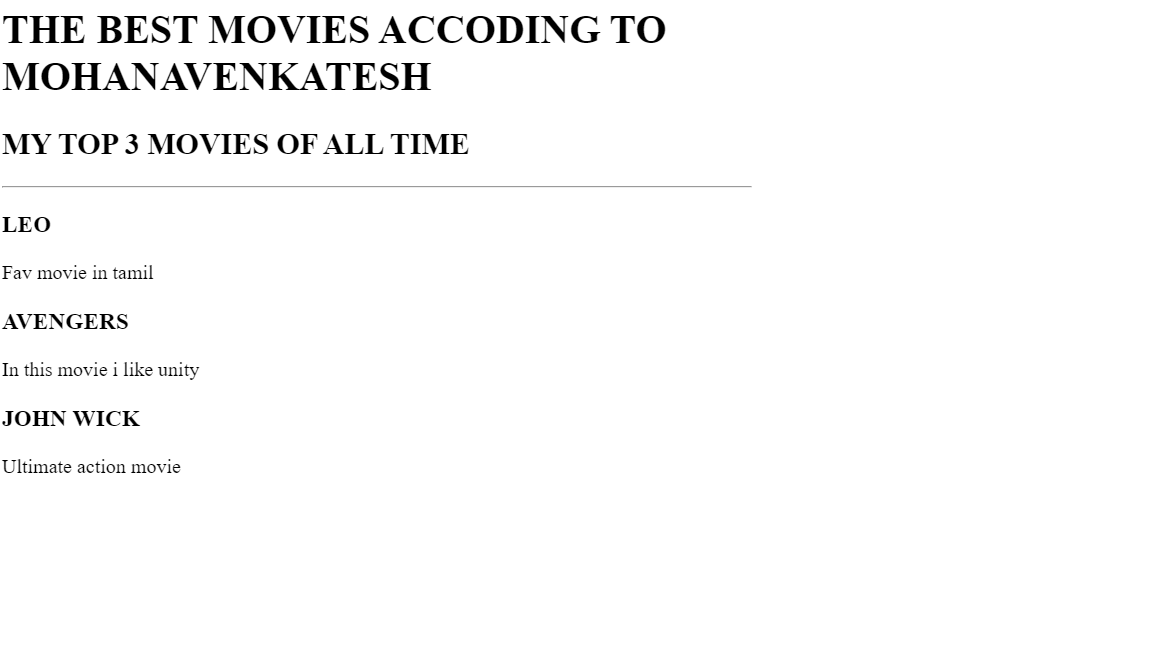 THE BEST MOVIES ACCODING TO
MOHANAVENKATESH
MY TOP 3 MOVIES OF ALL TIME
LEO
Fav movie in tamil
AVENGERS
In this movie i like unity
JOHN WICK
Ultimate action movie